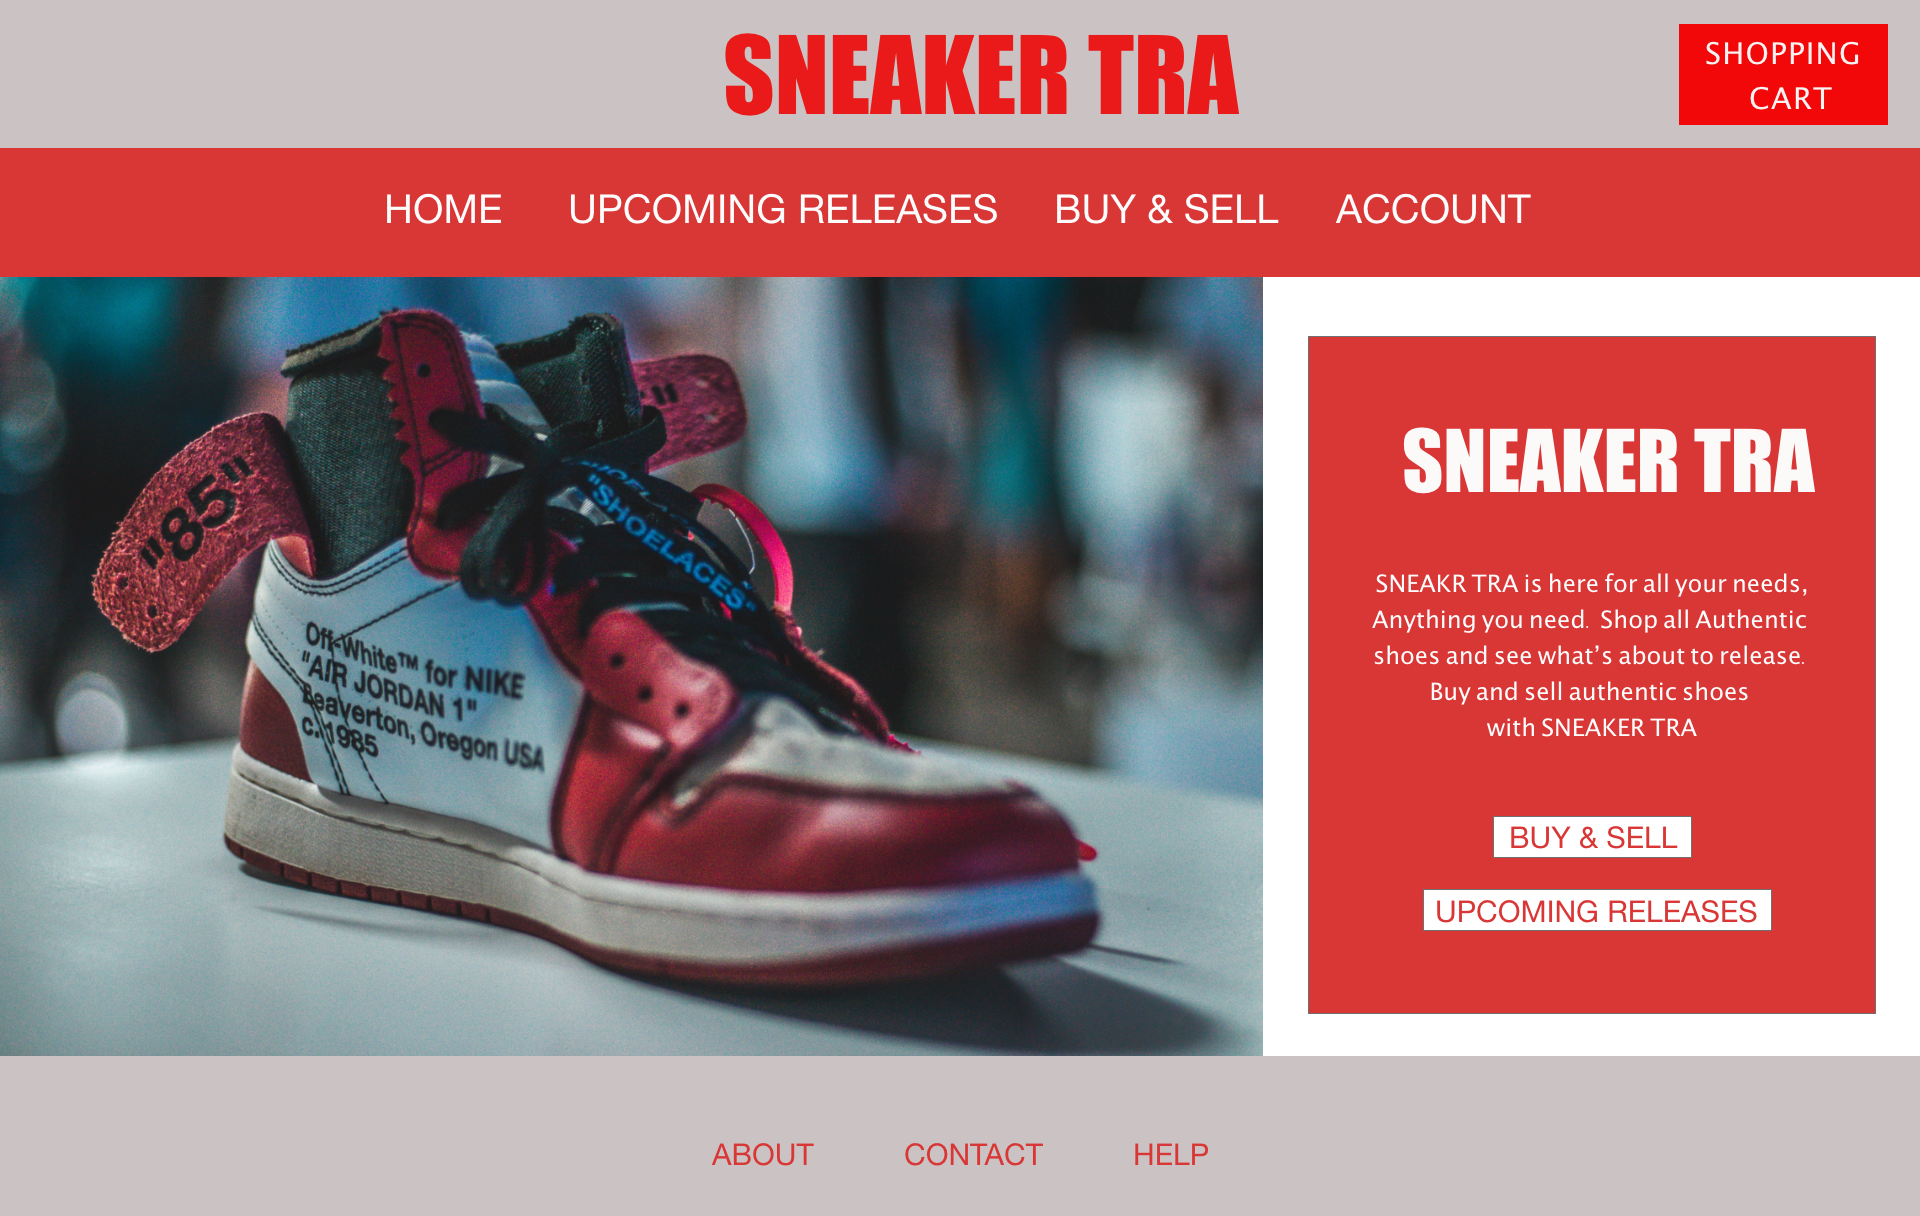 SNEAKER TRA
SHOPPING
CART
HOME UPCOMING RELEASES BUY & SELL ACCOUNT
"85"
"SHOELACES"
Off-White™ for NIKE
"AIR JORDAN 1"
Beaverton, Oregon USA
c. 1985
SNEAKER TRA
SNEAKR TRA is here for all your needs,
Anything you need. Shop all Authentic
shoes and see what's about to release.
Buy and sell authentic shoes
with SNEAKER TRA
BUY & SELL
UPCOMING RELEASES
ABOUT CONTACT HELP